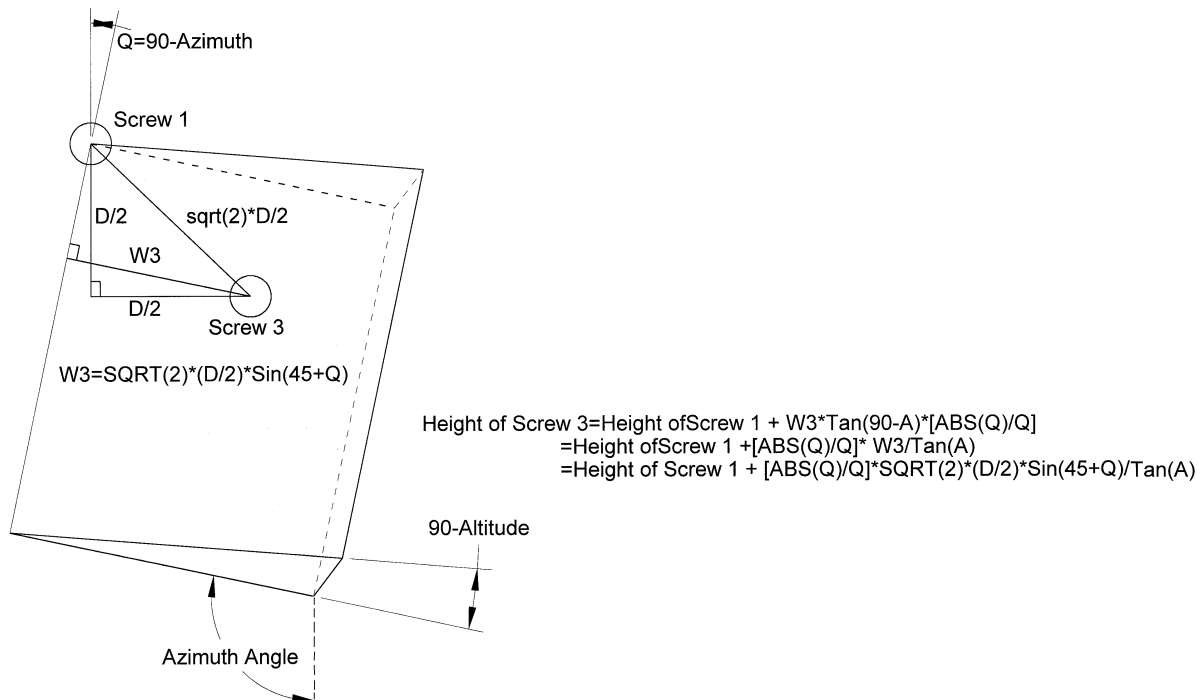 Q=90-Azimuth
Screw 1
D/2
sqrt(2)*D/2
W3
D/2
Screw 3
W3=SQRT(2)*(D/2)*Sin(45+Q)
Height of Screw 3=Height ofScrew 1 + W3*Tan(90-A)*[ABS(Q)/Q]
=Height ofScrew 1 +[ABS(Q)/Q]* W3/Tan(A)
=Height of Screw 1 + [ABS(Q)/Q]*SQRT(2)*(D/2)*Sin(45+Q)/Tan(A)
90-Altitude
Azimuth Angle